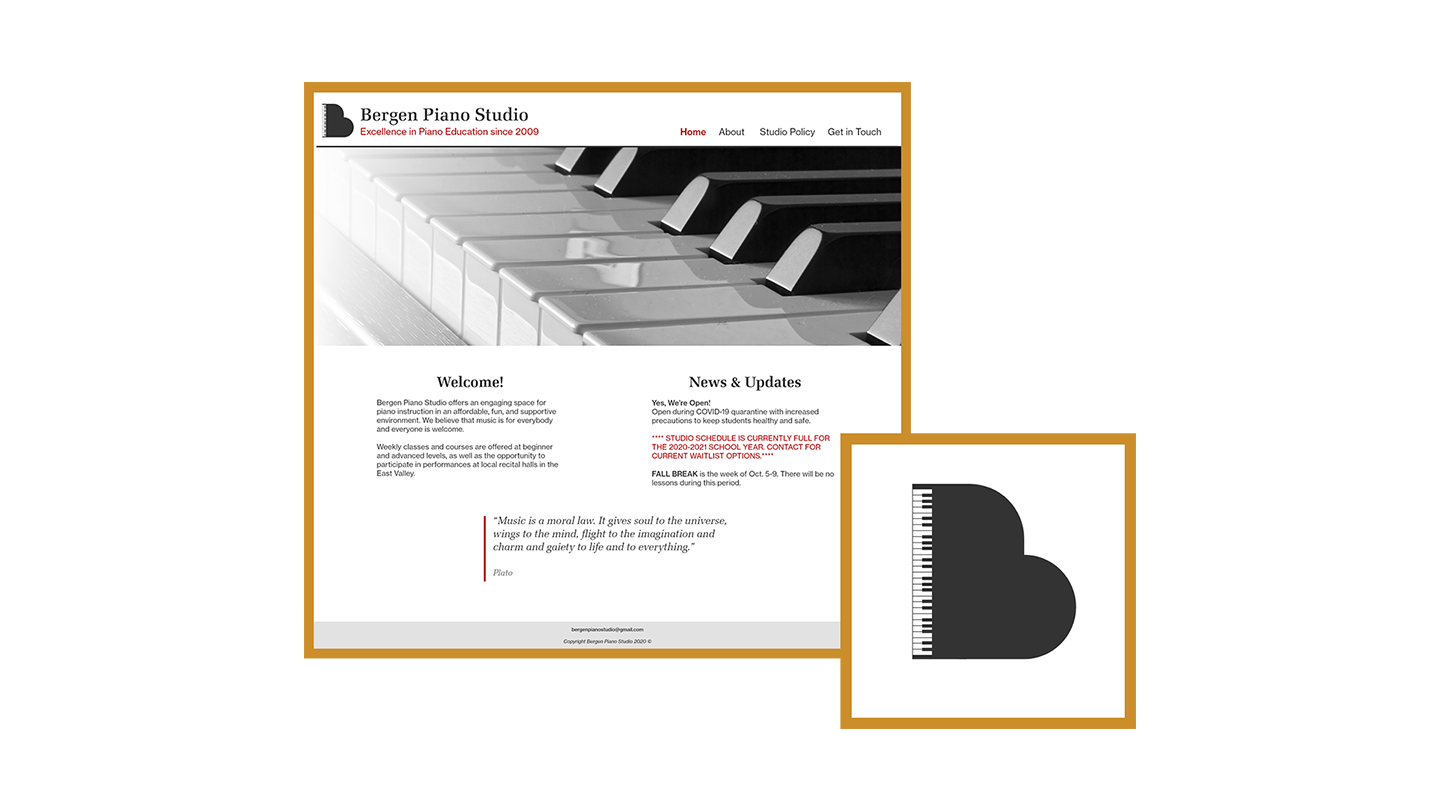 Bergen Piano Studio
Excellence in Piano Education since 2009
Home About Studio Policy Get in Touch
Welcome!
Bergen Piano Studio offers an engaging space for
piano instruction in an affordable, fun, and supportive
environment. We believe that music is for everybody
and everyone is welcome.
Weekly classes and courses are offered at beginner
and advanced levels, as well as the opportunity to
participate in performances at local recital halls in the
East Valley.
News & Updates
Yes, We're Open!
Open during COVID-19 quarantine with increased
precautions to keep students healthy and safe.
**** STUDIO SCHEDULE IS CURRENTLY FULL FOR
THE 2020-2021 SCHOOL YEAR. CONTACT FOR
CURRENT WAITLIST OPTIONS.****
FALL BREAK is the week of Oct. 5-9. There will be no
lessons during this period.
“Music is a moral law. It gives soul to the universe,
wings to the mind, flight to the imagination and
charm and gaiety to life and to everything.”
Plato
bergenpianostudio@gmail.com
Copyright Bergen Piano Studio 2020 ©